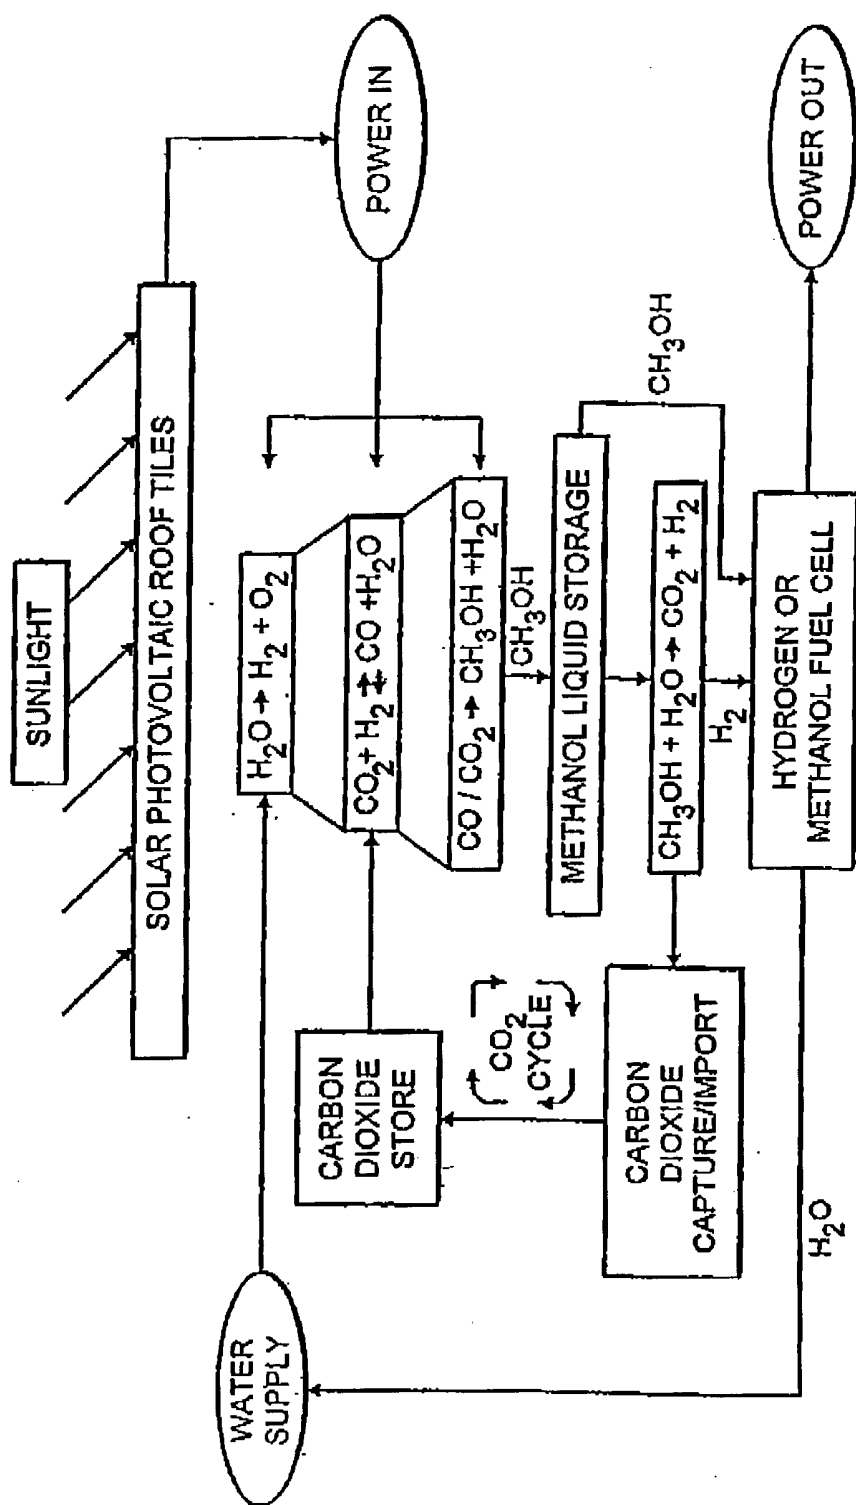 SUNLIGHT
SOLAR PHOTOVOLTAIC ROOF TILES
POWER IN
WATER
SUPPLY
H₂O → H₂ + O₂
CARBON
DIOXIDE
STORE
CO₂ + H₂ ⇄ CO + H₂O
CO / CO₂ → CH₃OH + H₂O
CO₂
CYCLE
CH₃OH
METHANOL LIQUID STORAGE
CH₃OH
CARBON
DIOXIDE
CAPTURE/IMPORT
CH₃OH + H₂O → CO₂ + H₂
H₂
HYDROGEN OR
METHANOL FUEL CELL
POWER OUT
H₂O